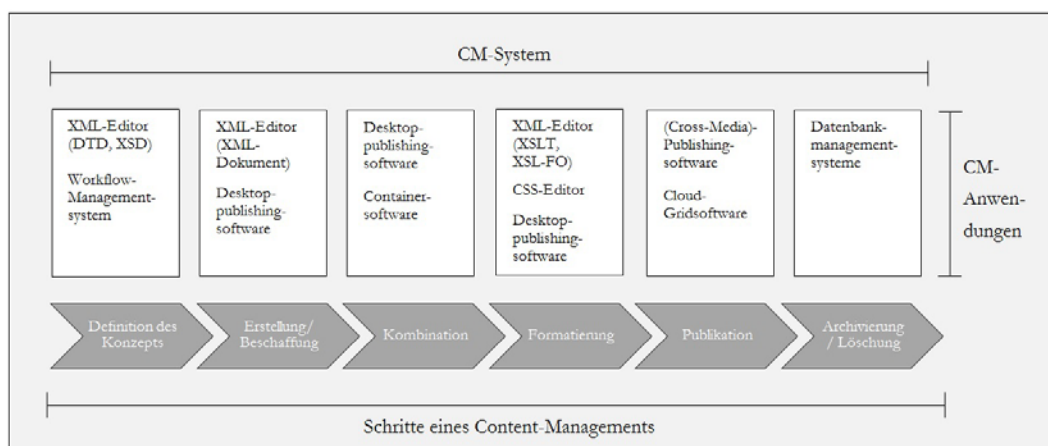 CM-System
XML-Editor
(DTD, XSD)
Workflow-
Management-
system
XML-Editor
(XML-
Dokument)
Desktop-
publishing-
software
Desktop-
publishing-
software
Container-
software
XML-Editor
(XSLT,
XSL-FO)
CSS-Editor
Desktop-
publishing-
software
(Cross-Media)-
Publishing-
software
Cloud-
Gridsoftware
Datenbank-
management-
systeme
CM-
Anwen-
dungen
Definition des
Konzepts
Erstellung/
Beschaffung
Kombination
Formatierung
Publikation
Archivierung
/ Löschung
Schritte eines Content-Managements